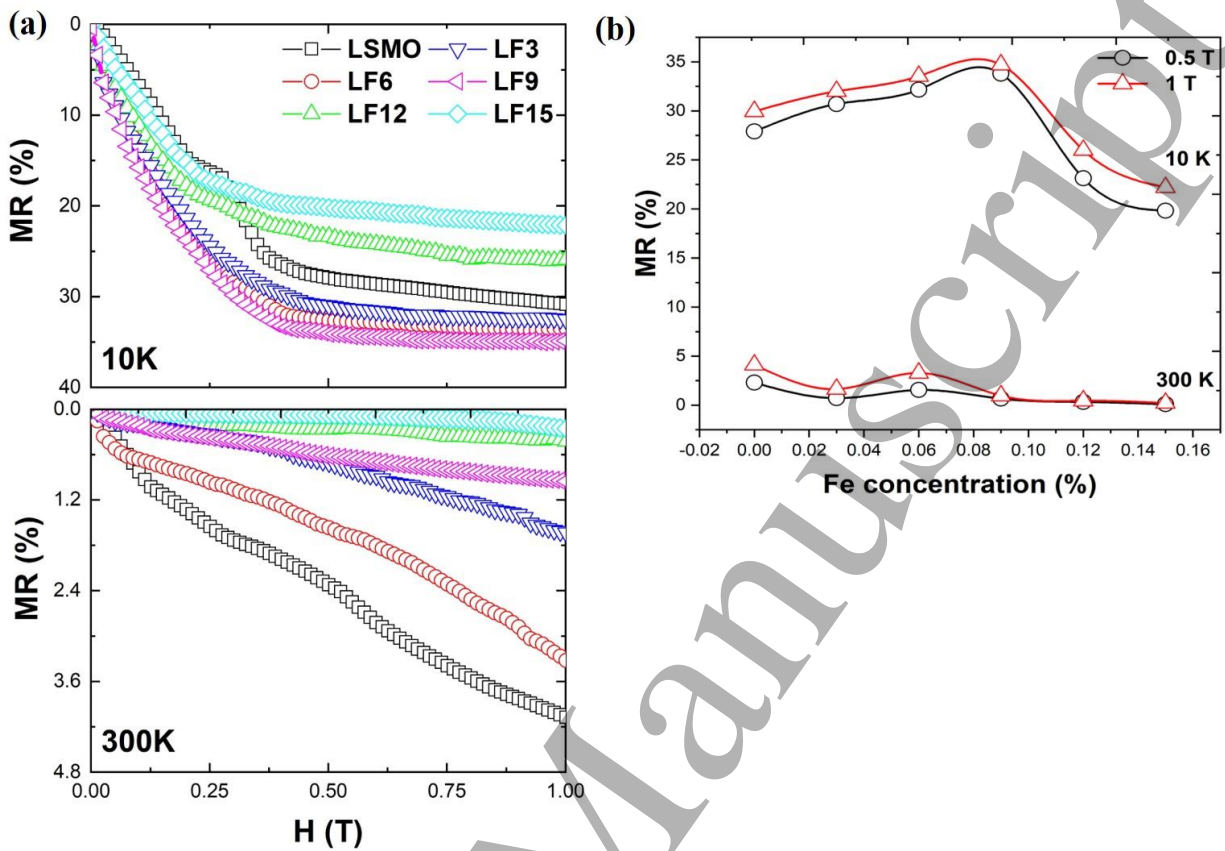 (a)
0
10
20
30
40
MR (%)
LSMO LF3
LF6 LF9
LF12 LF15
10K
0.0
1.2
2.4
3.6
4.8
MR (%)
300K
0.00 0.25 0.50 0.75 1.00
H (T)
(b)
35
30
25
20
15
10
5
0
MR (%)
0.5 T
1 T
10 K
300 K
-0.02 0.00 0.02 0.04 0.06 0.08 0.10 0.12 0.14 0.16
Fe concentration (%)
Manuscript